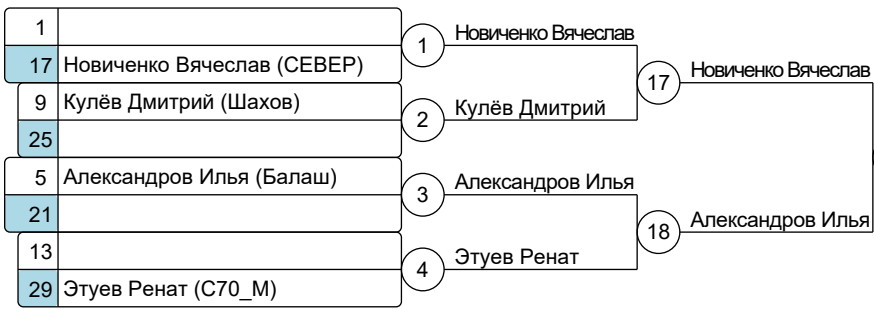 1
17 Новиченко Вячеслав (СЕВЕР)
9 Кулёв Дмитрий (Шахов)
25
5 Александров Илья (Балаш)
21
13
29 Этуев Ренат (С70_М)
1 Новиченко Вячеслав
2 Кулёв Дмитрий
3 Александров Илья
4 Этуев Ренат
17 Новиченко Вячеслав
18 Александров Илья